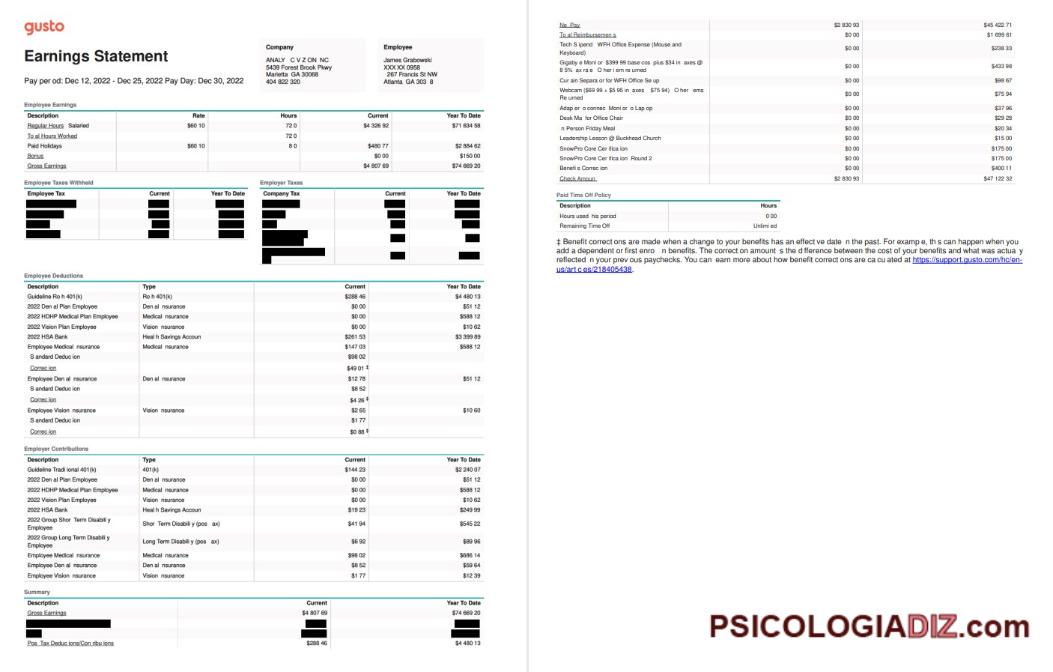 gusto
Earnings Statement
Pay per od: Dec 12, 2022 - Dec 25, 2022 Pay Day: Dec 30, 2022
Company
ANALY C V Z ON NC
5439 Forest Brook Pkwy
Marietta GA 30068
404 822 320
Employee
James Grabowski
XXX XX 0958
267 Francis St NW
Atlanta GA 303 8
Employee Earnings
Description Rate Hours Current Year To Date
Regular Hours Salaried $60 10 72 0 $4 326 92 $71 634 58
To al Hours Worked 72 0
Paid Holidays $60 10 8 0 $480 77 $2 884 62
Bonus $0 00 $150 00
Gross Earnings $4 807 69 $74 669 20
Employee Taxes Withheld
Employee Tax Current Year To Date
Employer Taxes
Company Tax Current Year To Date
Employee Deductions
Description Type Current Year To Date
Guideline Ro h 401(k) Ro h 401(k) $288 46 $4 480 13
2022 Den al Plan Employee Den al nsurance $0 00 $51 12
2022 HDHP Medical Plan Employee Medical nsurance $0 00 $588 12
2022 Vision Plan Employee Vision nsurance $0 00 $10 62
2022 HSA Bank Heal h Savings Accoun $261 53 $3 399 89
Employee Medical nsurance Medical nsurance $147 03 $588 12
S andard Deduc ion $98 02
Correc ion $49 01 ‡
Employee Den al nsurance Den al nsurance $12 78 $51 12
S andard Deduc ion $8 52
Correc ion $4 26 ‡
Employee Vision nsurance Vision nsurance $2 65 $10 60
S andard Deduc ion $1 77
Correc ion $0 88 ‡
Employer Contributions
Description Type Current Year To Date
Guideline Tradi ional 401(k) 401(k) $144 23 $2 240 07
2022 Den al Plan Employee Den al nsurance $0 00 $51 12
2022 HDHP Medical Plan Employee Medical nsurance $0 00 $588 12
2022 Vision Plan Employee Vision nsurance $0 00 $10 62
2022 HSA Bank Heal h Savings Accoun $19 23 $249 99
2022 Group Shor Term Disabili y
Employee Shor Term Disabili y (pos ax) $41 94 $545 22
2022 Group Long Term Disabili y
Employee Long Term Disabili y (pos ax) $6 92 $89 96
Employee Medical nsurance Medical nsurance $98 02 $686 14
Employee Den al nsurance Den al nsurance $8 52 $59 64
Employee Vision nsurance Vision nsurance $1 77 $12 39
Summary
Description Current Year To Date
Gross Earnings $4 807 69 $74 669 20
Pos Tax Deduc ions/Con ribu ions $288 46 $4 480 13
Ne Pay $2 830 93 $45 422 71
To al Reimbursemen s $0 00 $1 699 61
Tech S ipend WFH Office Expense (Mouse and
Keyboard) $0 00 $238 33
Gigaby e Moni or $399 99 base cos plus $34 in axes @
8 5% ax ra e O her i em re urned $0 00 $433 98
Cur ain Separa or for WFH Office Se up $0 00 $98 67
Webcam ($69 99 + $5 95 in axes $75 94) O her ems
Re urned $0 00 $75 94
Adap er o connec Moni or o Lap op $0 00 $37 96
Desk Ma for Office Chair $0 00 $29 28
n Person Friday Meal $0 00 $20 34
Leadership Lesson @ Buckhead Church $0 00 $15 00
SnowPro Core Cer ifica ion $0 00 $175 00
SnowPro Core Cer ifica ion Round 2 $0 00 $175 00
Benefi s Correc ion $0 00 $400 11
Check Amoun $2 830 93 $47 122 32
Paid Time Off Policy
Description Hours
Hours used his period 0 00
Remaining Time Off Unlimi ed
‡ Benefit correct ons are made when a change to your benefits has an effect ve date n the past. For examp e, th s can happen when you
add a dependent or first enro n benefits. The correct on amount s the d fference between the cost of your benefits and what was actua y
reflected n your prev ous paychecks. You can earn more about how benefit correct ons are ca cu ated at https://support.gusto.com/hc/en-
us/art c es/218405438.
PSICOLOGIADIZ.com